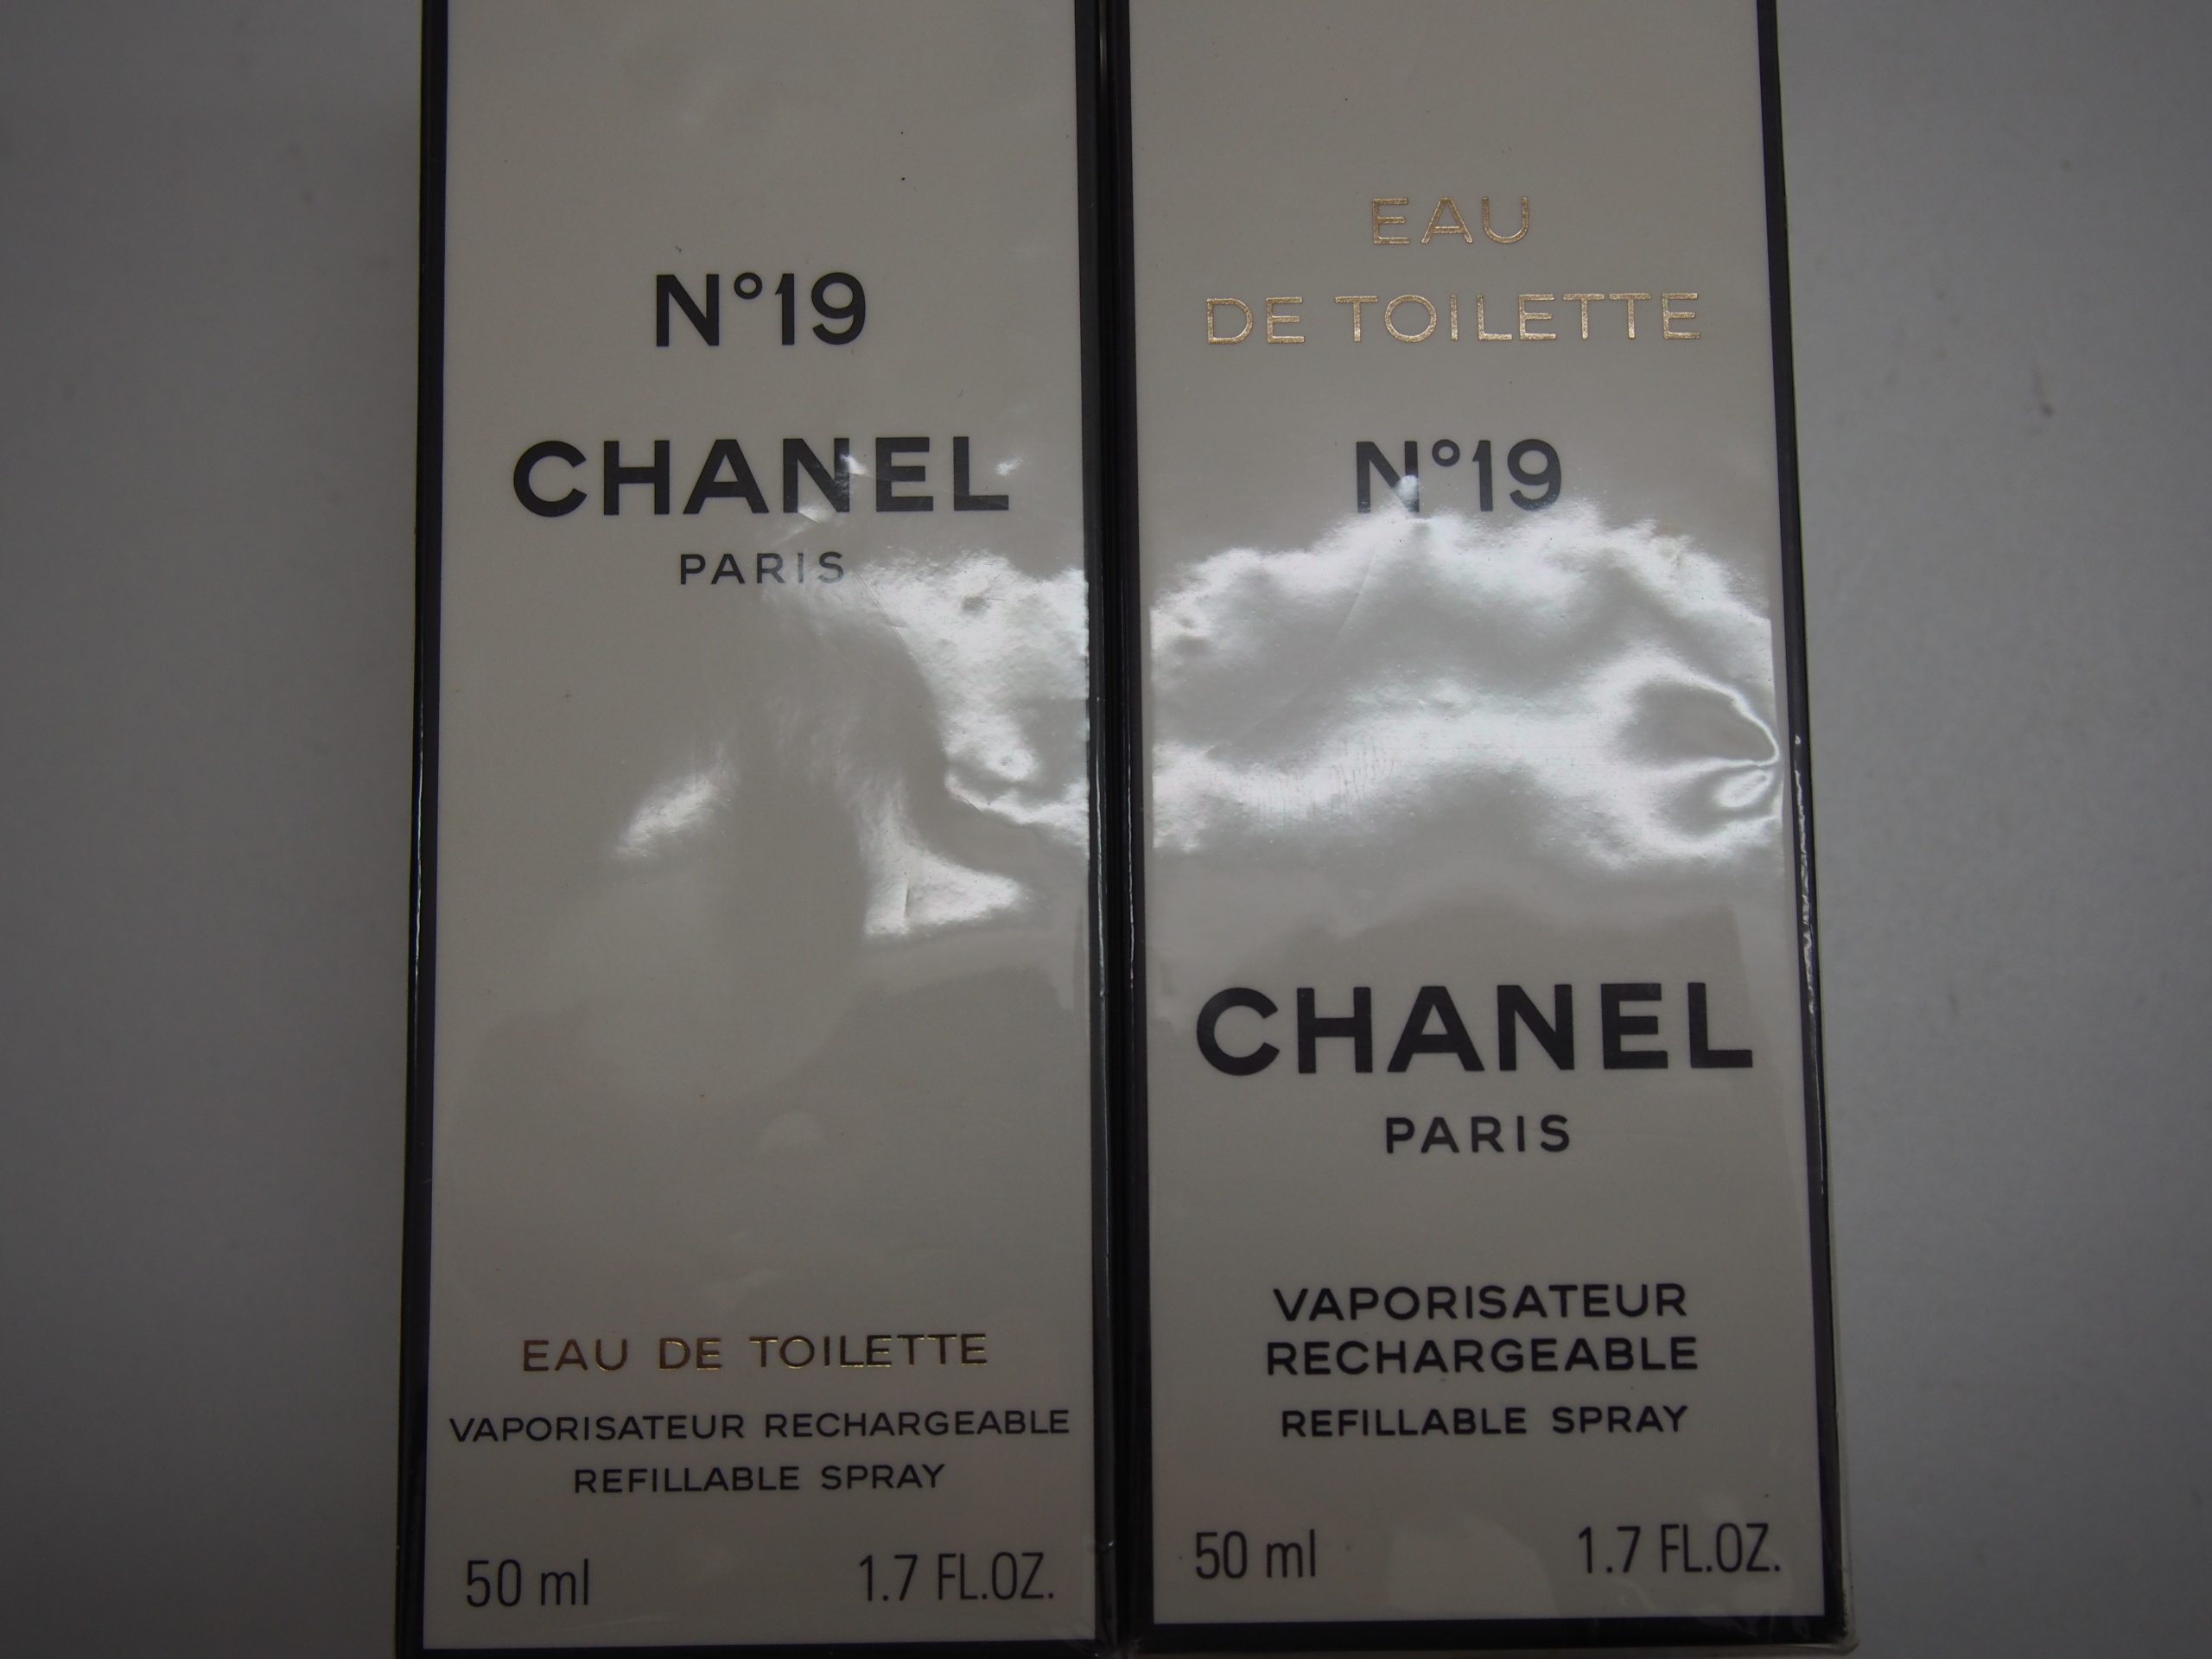 N°19
CHANEL
PARIS
EAU DE TOILETTE
VAPORISATEUR RECHARGEABLE
REFILLABLE SPRAY
50 ml 1.7 FL.OZ.
EAU
DE TOILETTE
N°19
CHANEL
PARIS
VAPORISATEUR
RECHARGEABLE
REFILLABLE SPRAY
50 ml 1.7 FL.OZ.